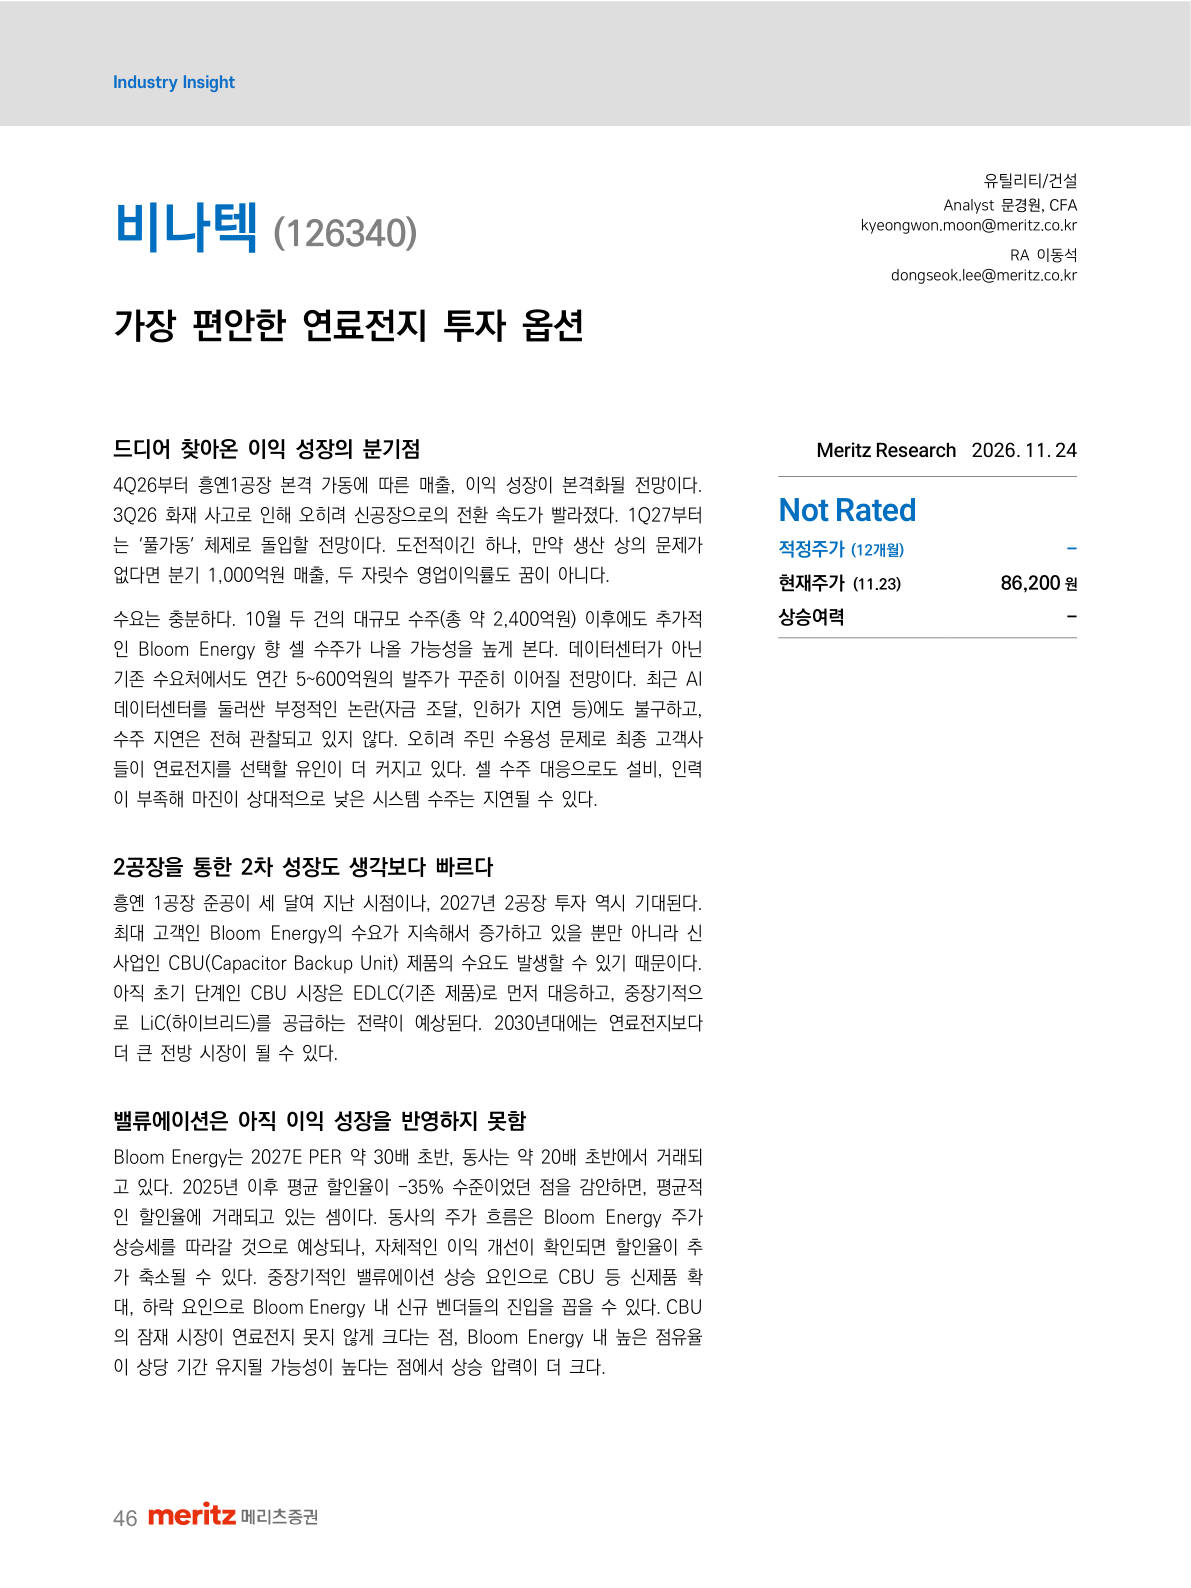 Industry Insight
유틸리티/건설
Analyst 문경원, CFA
kyeongwon.moon@meritz.co.kr
RA 이동석
dongseok.lee@meritz.co.kr
비나텍 (126340)
가장 편안한 연료전지 투자 옵션
드디어 찾아온 이익 성장의 분기점
4Q26부터 흥옌1공장 본격 가동에 따른 매출, 이익 성장이 본격화될 전망이다.
3Q26 화재 사고로 인해 오히려 신공장으로의 전환 속도가 빨라졌다. 1Q27부터
는 ‘풀가동’ 체제로 돌입할 전망이다. 도전적이긴 하나, 만약 생산 상의 문제가
없다면 분기 1,000억원 매출, 두 자릿수 영업이익률도 꿈이 아니다.
수요는 충분하다. 10월 두 건의 대규모 수주(총 약 2,400억원) 이후에도 추가적
인 Bloom Energy 향 셀 수주가 나올 가능성을 높게 본다. 데이터센터가 아닌
기존 수요처에서도 연간 5~600억원의 발주가 꾸준히 이어질 전망이다. 최근 AI
데이터센터를 둘러싼 부정적인 논란(자금 조달, 인허가 지연 등)에도 불구하고,
수주 지연은 전혀 관찰되고 있지 않다. 오히려 주민 수용성 문제로 최종 고객사
들이 연료전지를 선택할 유인이 더 커지고 있다. 셀 수주 대응으로도 설비, 인력
이 부족해 마진이 상대적으로 낮은 시스템 수주는 지연될 수 있다.
2공장을 통한 2차 성장도 생각보다 빠르다
흥옌 1공장 준공이 세 달여 지난 시점이나, 2027년 2공장 투자 역시 기대된다.
최대 고객인 Bloom Energy의 수요가 지속해서 증가하고 있을 뿐만 아니라 신
사업인 CBU(Capacitor Backup Unit) 제품의 수요도 발생할 수 있기 때문이다.
아직 초기 단계인 CBU 시장은 EDLC(기존 제품)로 먼저 대응하고, 중장기적으
로 LiC(하이브리드)를 공급하는 전략이 예상된다. 2030년대에는 연료전지보다
더 큰 전방 시장이 될 수 있다.
밸류에이션은 아직 이익 성장을 반영하지 못함
Bloom Energy는 2027E PER 약 30배 초반, 동사는 약 20배 초반에서 거래되
고 있다. 2025년 이후 평균 할인율이 -35% 수준이었던 점을 감안하면, 평균적
인 할인율에 거래되고 있는 셈이다. 동사의 주가 흐름은 Bloom Energy 주가
상승세를 따라갈 것으로 예상되나, 자체적인 이익 개선이 확인되면 할인율이 추
가 축소될 수 있다. 중장기적인 밸류에이션 상승 요인으로 CBU 등 신제품 확
대, 하락 요인으로 Bloom Energy 내 신규 벤더들의 진입을 꼽을 수 있다. CBU
의 잠재 시장이 연료전지 못지 않게 크다는 점, Bloom Energy 내 높은 점유율
이 상당 기간 유지될 가능성이 높다는 점에서 상승 압력이 더 크다.
Meritz Research 2026. 11. 24
Not Rated
적정주가 (12개월) –
현재주가 (11.23) 86,200 원
상승여력 –
46 meritz 메리츠증권